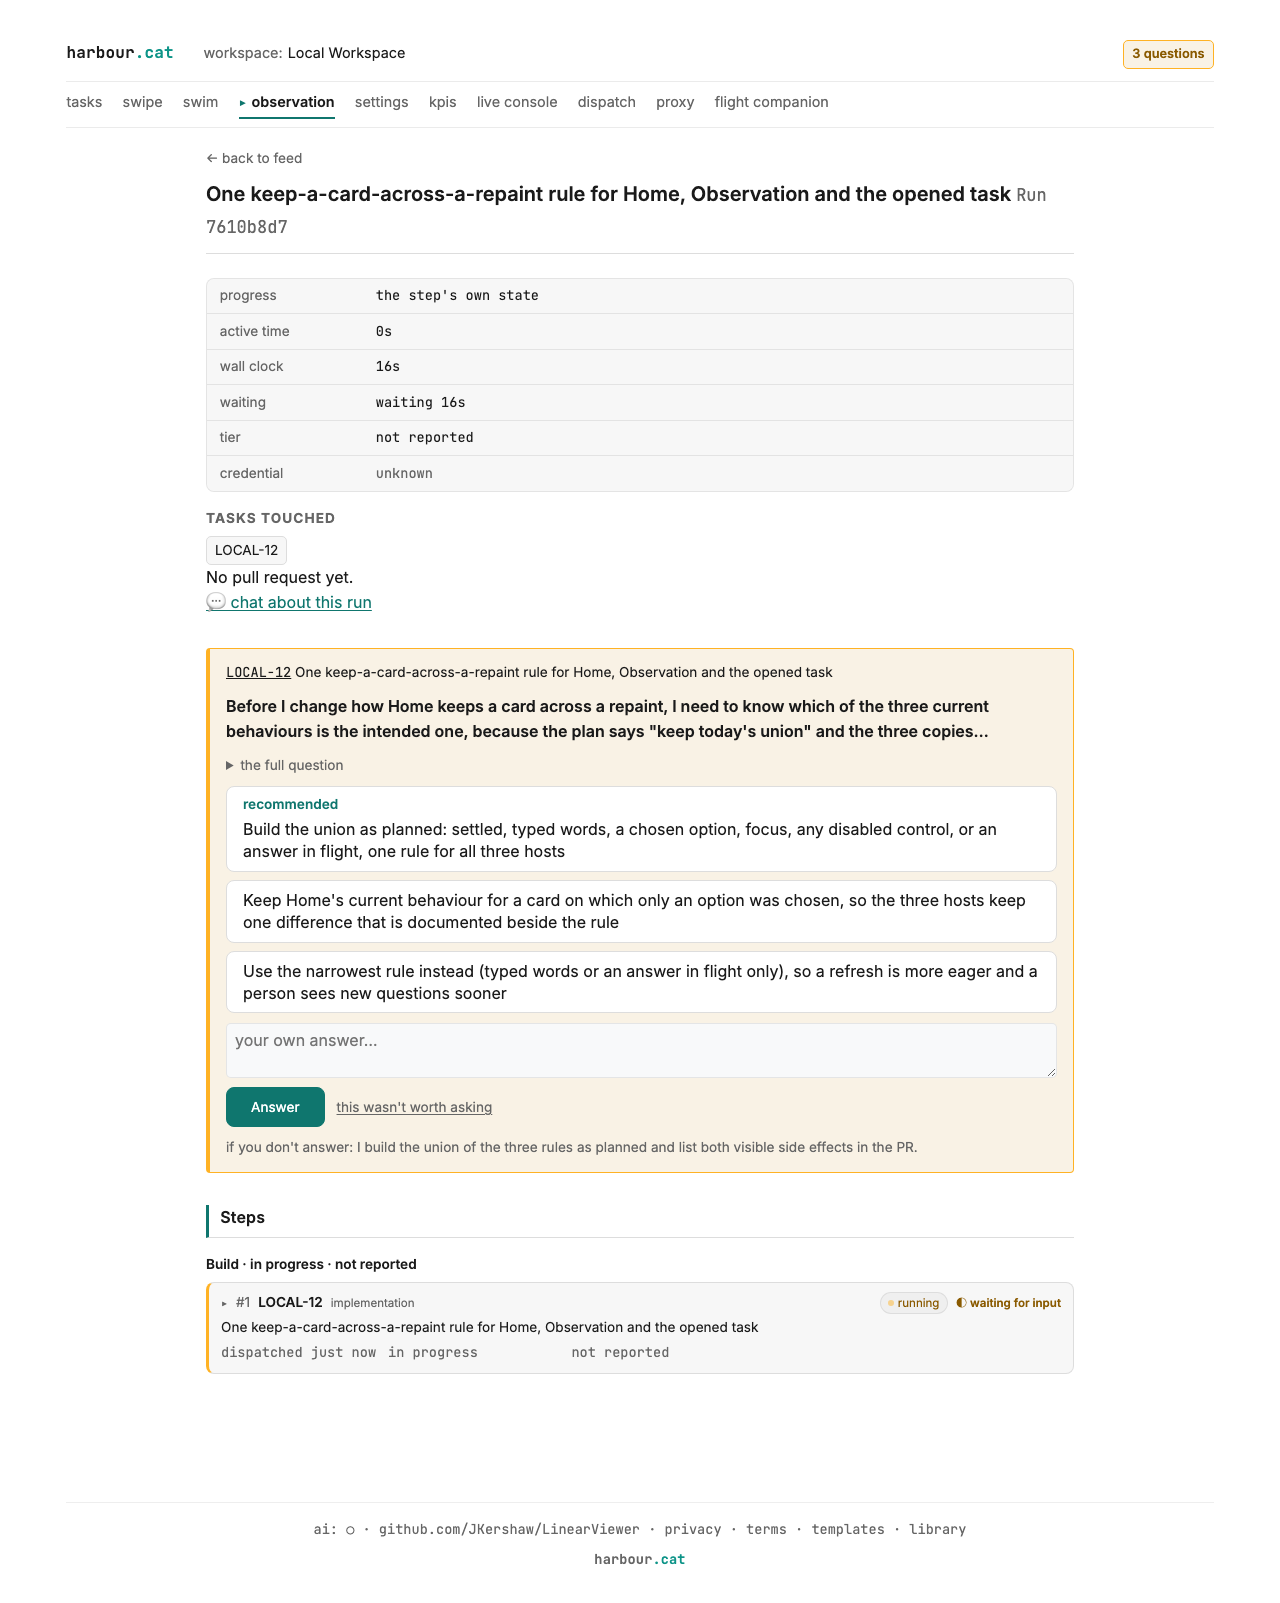 harbour.cat workspace: Local Workspace 3 questions
tasks swipe swim ▸ observation settings kpis live console dispatch proxy flight companion
← back to feed
One keep-a-card-across-a-repaint rule for Home, Observation and the opened task Run
7610b8d7
progress the step's own state
active time 0s
wall clock 16s
waiting waiting 16s
tier not reported
credential unknown
TASKS TOUCHED
LOCAL-12
No pull request yet.
💬 chat about this run
LOCAL-12 One keep-a-card-across-a-repaint rule for Home, Observation and the opened task
Before I change how Home keeps a card across a repaint, I need to know which of the three current
behaviours is the intended one, because the plan says "keep today's union" and the three copies…
▶ the full question
recommended
Build the union as planned: settled, typed words, a chosen option, focus, any disabled control, or an
answer in flight, one rule for all three hosts
Keep Home's current behaviour for a card on which only an option was chosen, so the three hosts keep
one difference that is documented beside the rule
Use the narrowest rule instead (typed words or an answer in flight only), so a refresh is more eager and a
person sees new questions sooner
your own answer…
Answer this wasn't worth asking
if you don't answer: I build the union of the three rules as planned and list both visible side effects in the PR.
Steps
Build · in progress · not reported
▸ #1 LOCAL-12 implementation running ◐ waiting for input
One keep-a-card-across-a-repaint rule for Home, Observation and the opened task
dispatched just now in progress not reported
ai: ○ · github.com/JKershaw/LinearViewer · privacy · terms · templates · library
harbour.cat